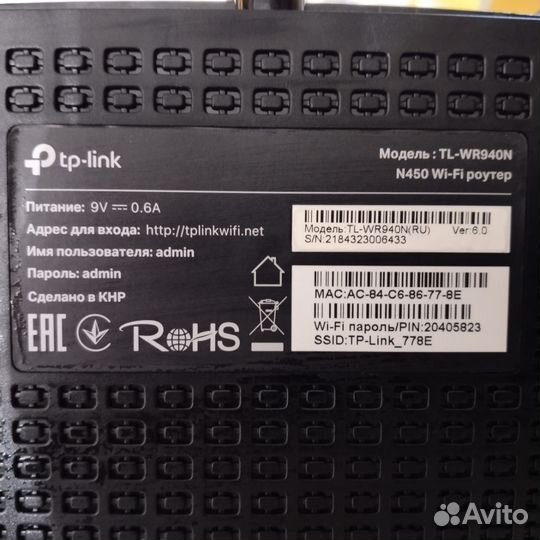 tp-link
Модель : TL-WR940N
N450 Wi-Fi роутер
Питание: 9V 0.6A
Адрес для входа: http://tplinkwifi.net
Имя пользователя: admin
Пароль: admin
Сделано в КНР
Модель:TL-WR940N(RU) Ver:6.0
S/N:2184323006433
MAC:AC-84-C6-86-77-8E
Wi-Fi пароль/PIN:20405823
SSID:TP-Link_778E
EAC
RoHS
Avito